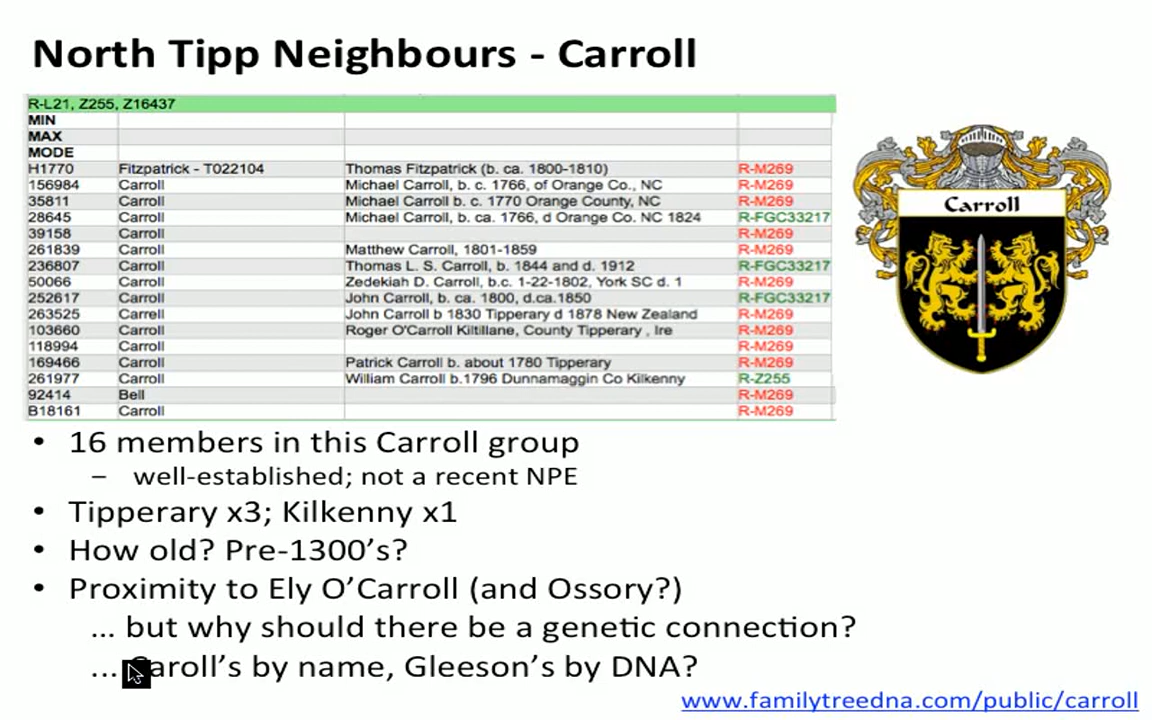 North Tipp Neighbours - Carroll
R-L21, Z255, Z16437
MIN
MAX
MODE
H1770 Fitzpatrick - T022104 Thomas Fitzpatrick (b. ca. 1800-1810) R-M269
156984 Carroll Michael Carroll, b. c. 1766, of Orange Co., NC R-M269
35811 Carroll Michael Carroll b. c. 1770 Orange County, NC R-M269
28645 Carroll Michael Carroll, b. ca. 1766, d Orange Co. NC 1824 R-FGC33217
39158 Carroll R-M269
261839 Carroll Matthew Carroll, 1801-1859 R-M269
236807 Carroll Thomas L. S. Carroll, b. 1844 and d. 1912 R-FGC33217
50066 Carroll Zedekiah D. Carroll, b.c. 1-22-1802, York SC d. 1 R-M269
252617 Carroll John Carroll, b. ca. 1800, d.ca.1850 R-FGC33217
263525 Carroll John Carrell b 1830 Tipperary d 1878 New Zealand R-M269
103660 Carroll Roger O'Carroll Kiltillane, County Tipperary , Ire R-M269
118994 Carroll R-M269
169466 Carroll Patrick Carroll b. about 1780 Tipperary R-M269
261977 Carroll William Carroll b.1796 Dunnamaggin Co Kilkenny R-Z255
92414 Bell R-M269
B18161 Carroll R-M269
Carroll
• 16 members in this Carroll group
– well-established; not a recent NPE
• Tipperary x3; Kilkenny x1
• How old? Pre-1300's?
• Proximity to Ely O'Carroll (and Ossory?)
... but why should there be a genetic connection?
... Caroll's by name, Gleeson's by DNA?
www.familytreedna.com/public/carroll